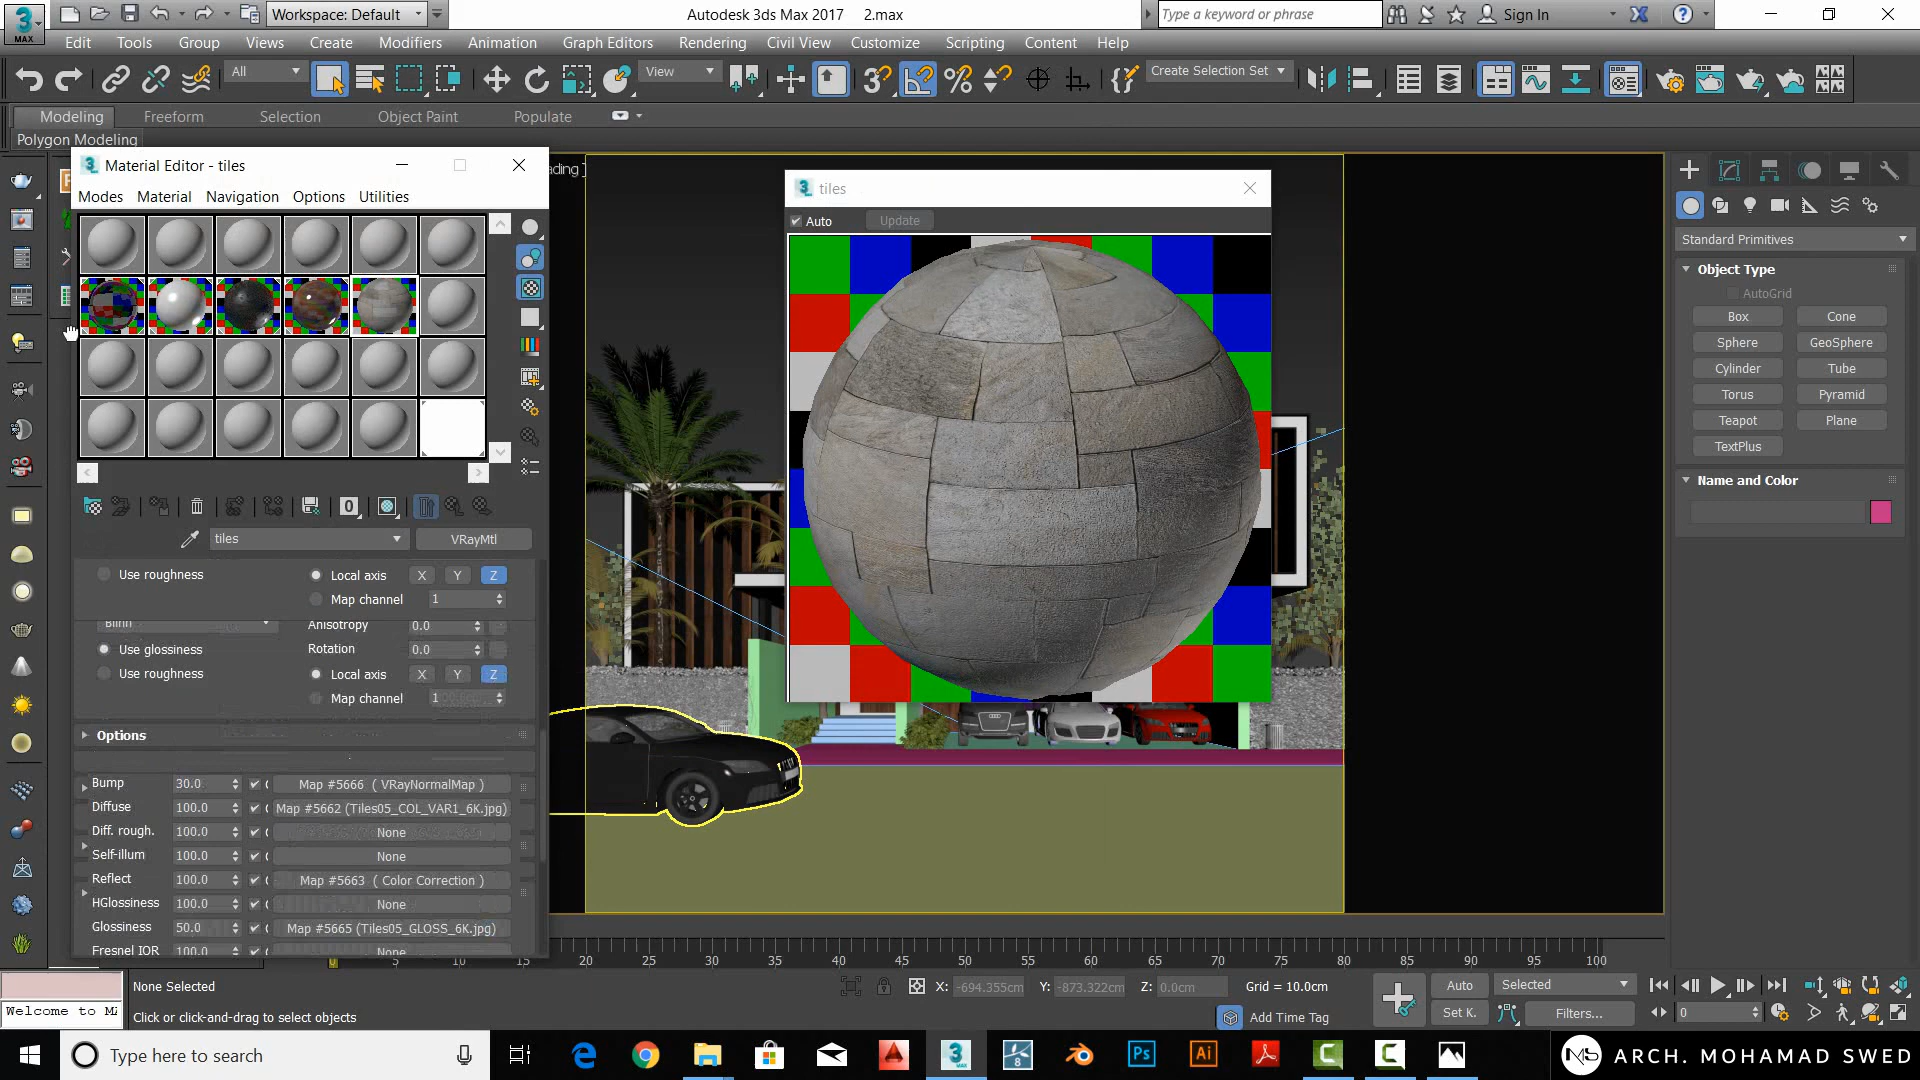 Workspace: Default
Autodesk 3ds Max 2017
2.max
Type a keyword or phrase
Sign In
MAX
Edit
Tools
Group
Views
Create
Modifiers
Animation
Graph Editors
Rendering
Civil View
Customize
Scripting
Content
Help
All
View
Create Selection Set
Modeling
Freeform
Selection
Object Paint
Populate
Polygon Modeling
Material Editor - tiles
ading ]
Modes
Material
Navigation
Options
Utilities
tiles
Auto
Update
Standard Primitives
Object Type
AutoGrid
Box
Cone
Sphere
GeoSphere
Cylinder
Tube
Torus
Pyramid
Teapot
Plane
TextPlus
Name and Color
tiles
VRayMtl
Use roughness
Local axis
X
Y
Z
Map channel
1
Blinn
Anisotropy
0.0
Use glossiness
Rotation
0.0
Use roughness
Local axis
X
Y
Z
Map channel
1
Options
Bump
30.0
Map #5666 ( VRayNormalMap )
Diffuse
100.0
Map #5662 (Tiles05_COL_VAR1_6K.jpg)
Diff. rough.
100.0
None
Self-illum
100.0
None
Reflect
100.0
Map #5663 ( Color Correction )
HGlossiness
100.0
None
Glossiness
50.0
Map #5665 (Tiles05_GLOSS_6K.jpg)
Fresnel IOR
100.0
None
5
10
15
20
25
30
35
40
45
50
55
60
65
70
75
80
85
90
95
100
None Selected
X:
-694.355cm
Y:
-873.322cm
Z:
0.0cm
Grid = 10.0cm
Auto
Selected
Welcome to MA
Click or click-and-drag to select objects
Add Time Tag
Set K.
Filters...
0
Type here to search
ARCH. MOHAMAD SWED